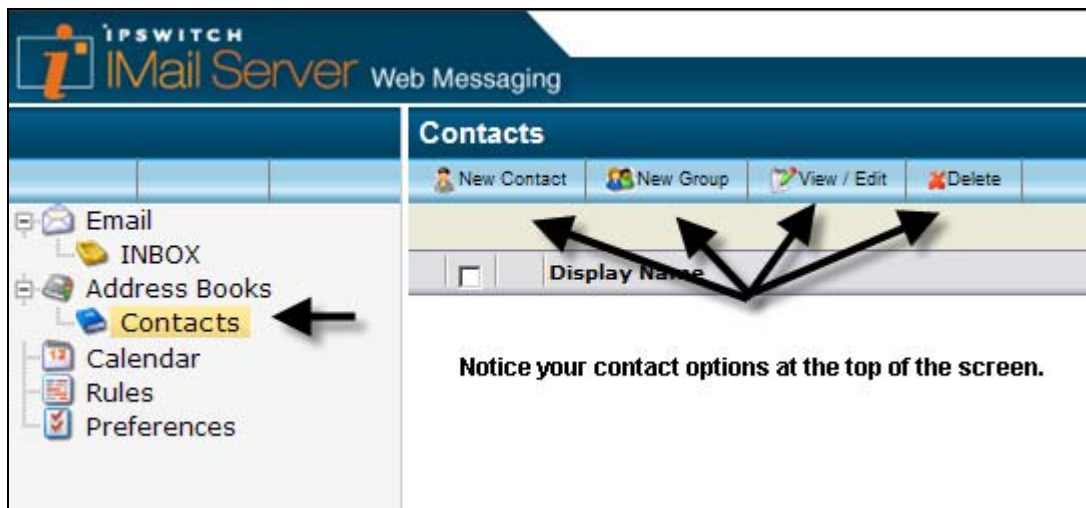 IPSWITCH
IMail Server Web Messaging
Contacts
New Contact New Group View / Edit Delete
Email
INBOX
Address Books
Contacts
Calendar
Rules
Preferences
Display Name
Notice your contact options at the top of the screen.
12